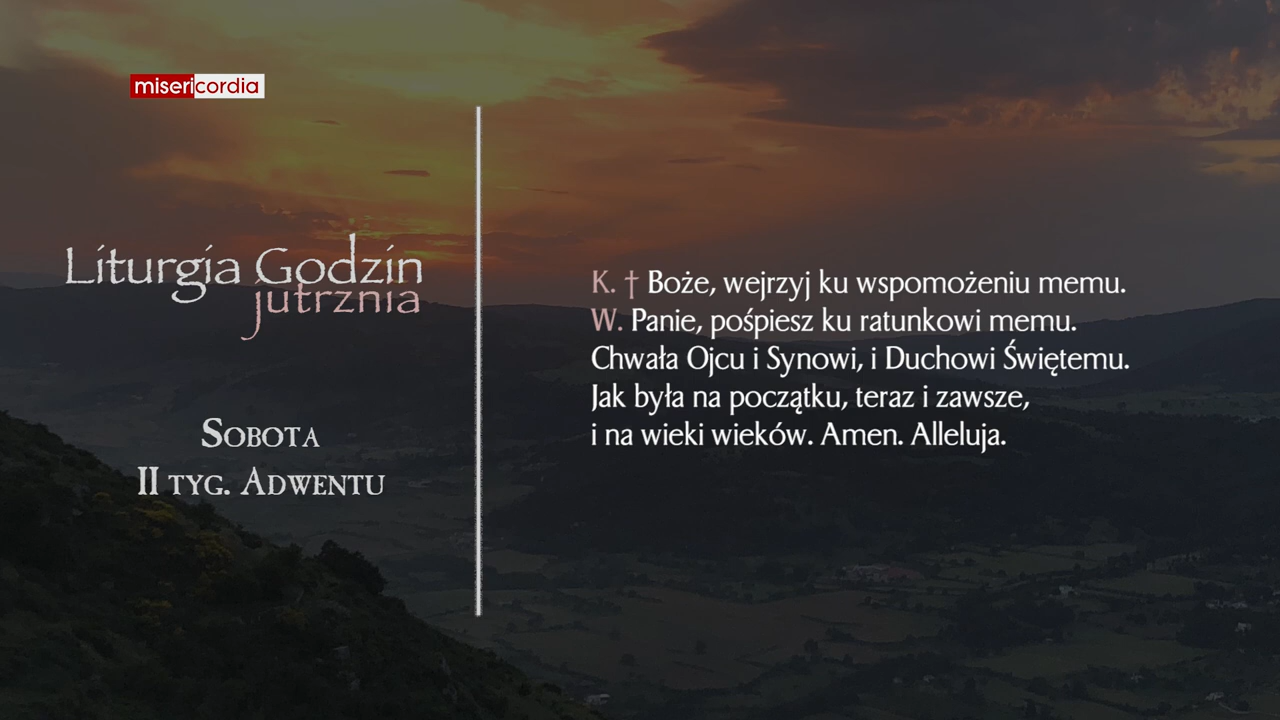 misericordia
Liturgia Godzin
jutrznia
Sobota
II tyg. Adwentu
K. † Boże, wejrzyj ku wspomożeniu memu.
W. Panie, pośpiesz ku ratunkowi memu.
Chwała Ojcu i Synowi, i Duchowi Świętemu.
Jak była na początku, teraz i zawsze,
i na wieki wieków. Amen. Alleluja.